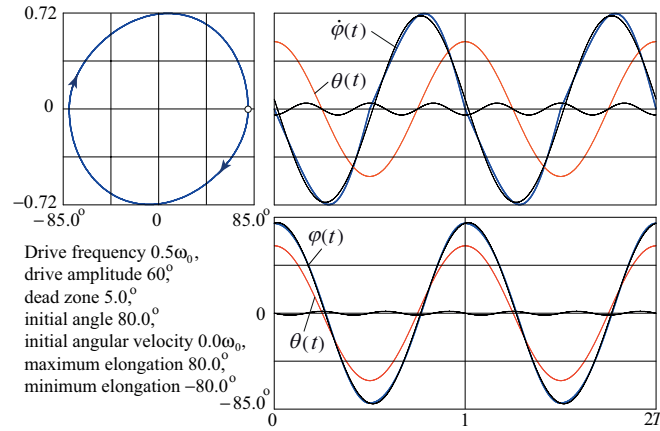 0.72
0
−0.72
−85.0° 0 85.0°
φ̇(t)
θ(t)
Drive frequency 0.5ω₀,
drive amplitude 60,°
dead zone 5.0,°
initial angle 80.0,°
initial angular velocity 0.0ω₀,
maximum elongation 80.0,°
minimum elongation −80.0°
φ(t)
0
θ(t)
−85.0°
0 1 2T